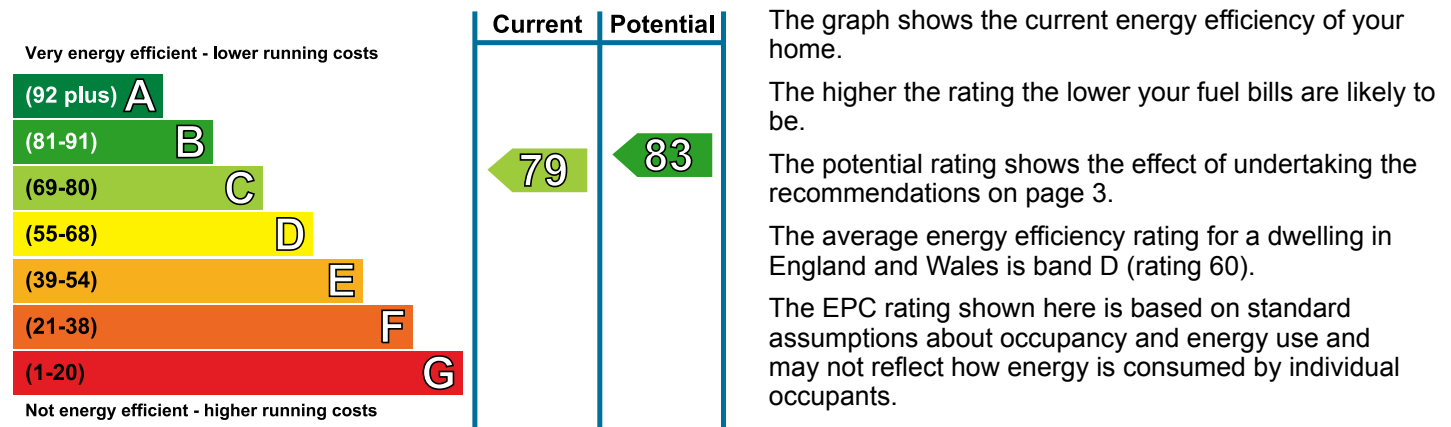 Current Potential
Very energy efficient - lower running costs
(92 plus) A
(81-91) B
(69-80) C
(55-68) D
(39-54) E
(21-38) F
(1-20) G
Not energy efficient - higher running costs
79
83
The graph shows the current energy efficiency of your
home.
The higher the rating the lower your fuel bills are likely to
be.
The potential rating shows the effect of undertaking the
recommendations on page 3.
The average energy efficiency rating for a dwelling in
England and Wales is band D (rating 60).
The EPC rating shown here is based on standard
assumptions about occupancy and energy use and
may not reflect how energy is consumed by individual
occupants.